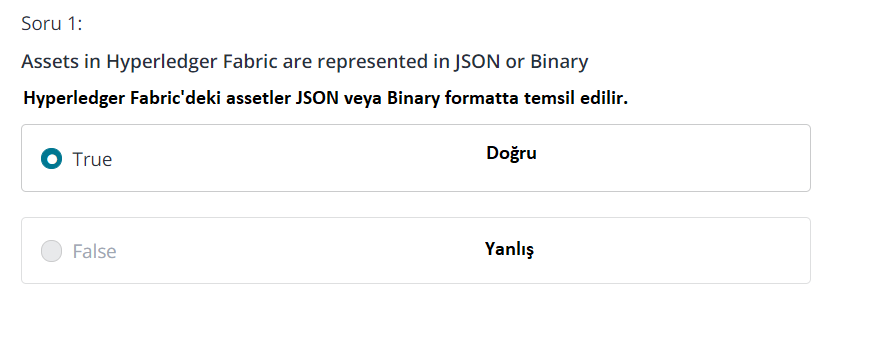 Soru 1:
Assets in Hyperledger Fabric are represented in JSON or Binary
Hyperledger Fabric'deki assetler JSON veya Binary formatta temsil edilir.
True Doğru
False Yanlış